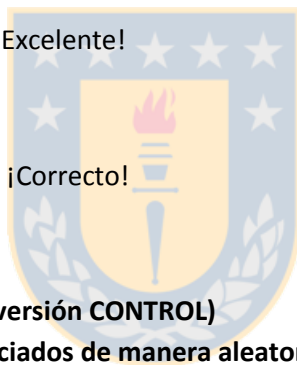 Excelente!
¡Correcto!
versión CONTROL)
ciados de manera aleator